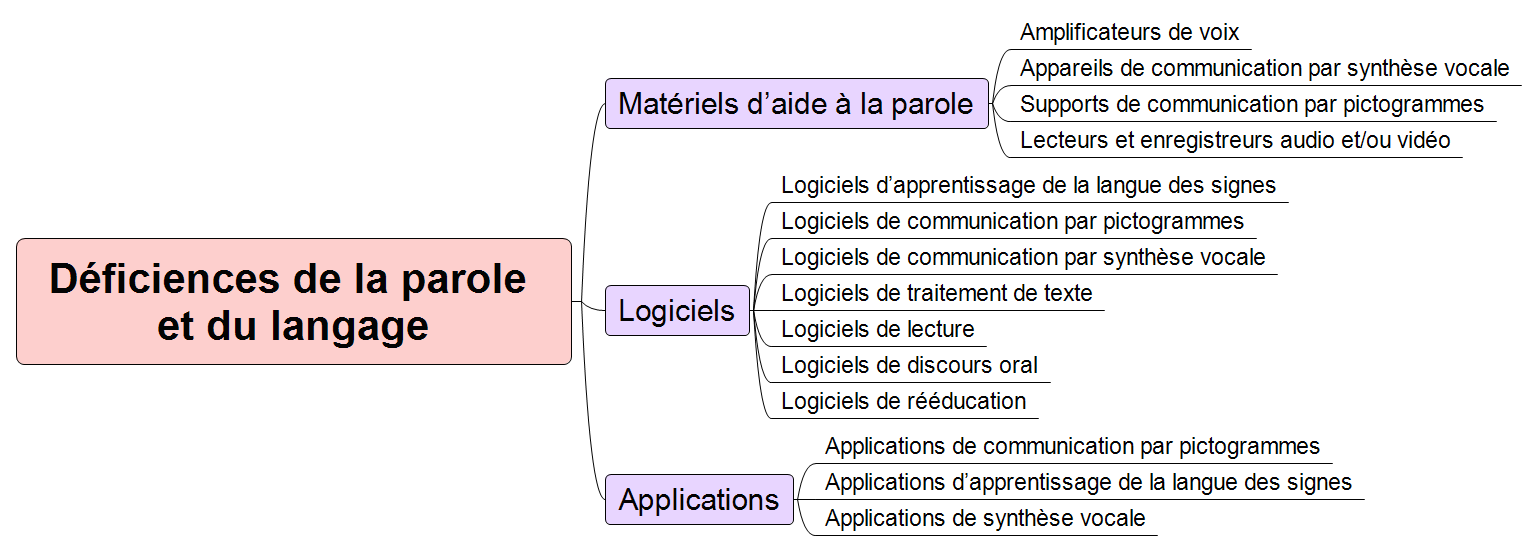 Déficiences de la parole
et du langage
Matériels d’aide à la parole
Amplificateurs de voix
Appareils de communication par synthèse vocale
Supports de communication par pictogrammes
Lecteurs et enregistreurs audio et/ou vidéo
Logiciels
Logiciels d’apprentissage de la langue des signes
Logiciels de communication par pictogrammes
Logiciels de communication par synthèse vocale
Logiciels de traitement de texte
Logiciels de lecture
Logiciels de discours oral
Logiciels de rééducation
Applications
Applications de communication par pictogrammes
Applications d’apprentissage de la langue des signes
Applications de synthèse vocale